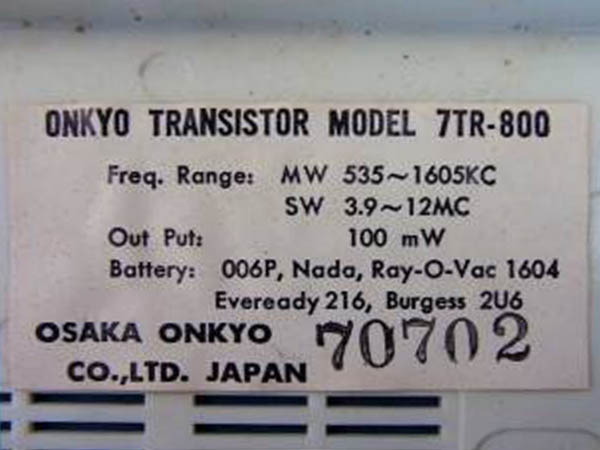 ONKYO TRANSISTOR MODEL 7TR-800
Freq. Range: MW 535~1605KC
SW 3.9~12MC
Out Put: 100 mW
Battery: 006P, Nada, Ray-O-Vac 1604
Eveready 216, Burgess 2U6
OSAKA ONKYO 70702
CO.,LTD. JAPAN